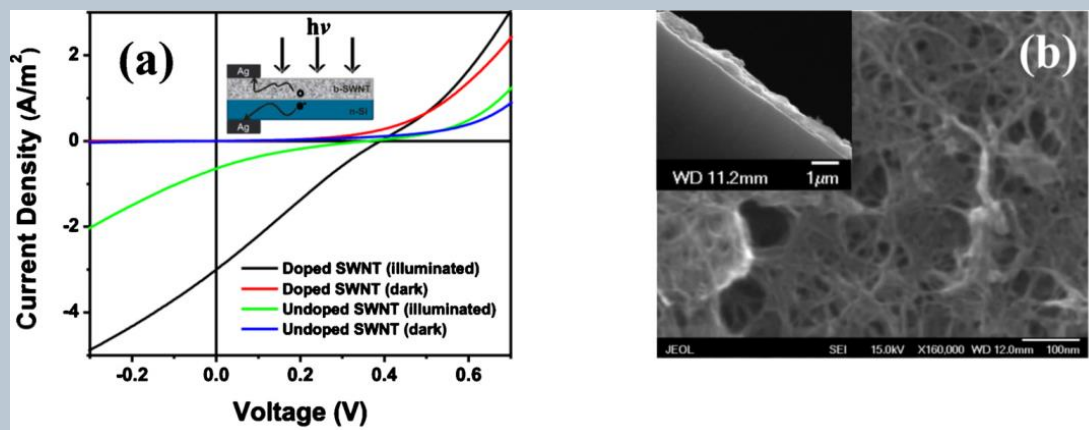 (a)
hν
Ag
b-SWNT
n-Si
Ag
2
0
-2
-4
Current Density (A/m²)
Doped SWNT (illuminated)
Doped SWNT (dark)
Undoped SWNT (illuminated)
Undoped SWNT (dark)
-0.2 0.0 0.2 0.4 0.6
Voltage (V)
(b)
WD 11.2mm 1µm
JEOL SEI 15.0kV X160,000 WD 12.0mm 100nm